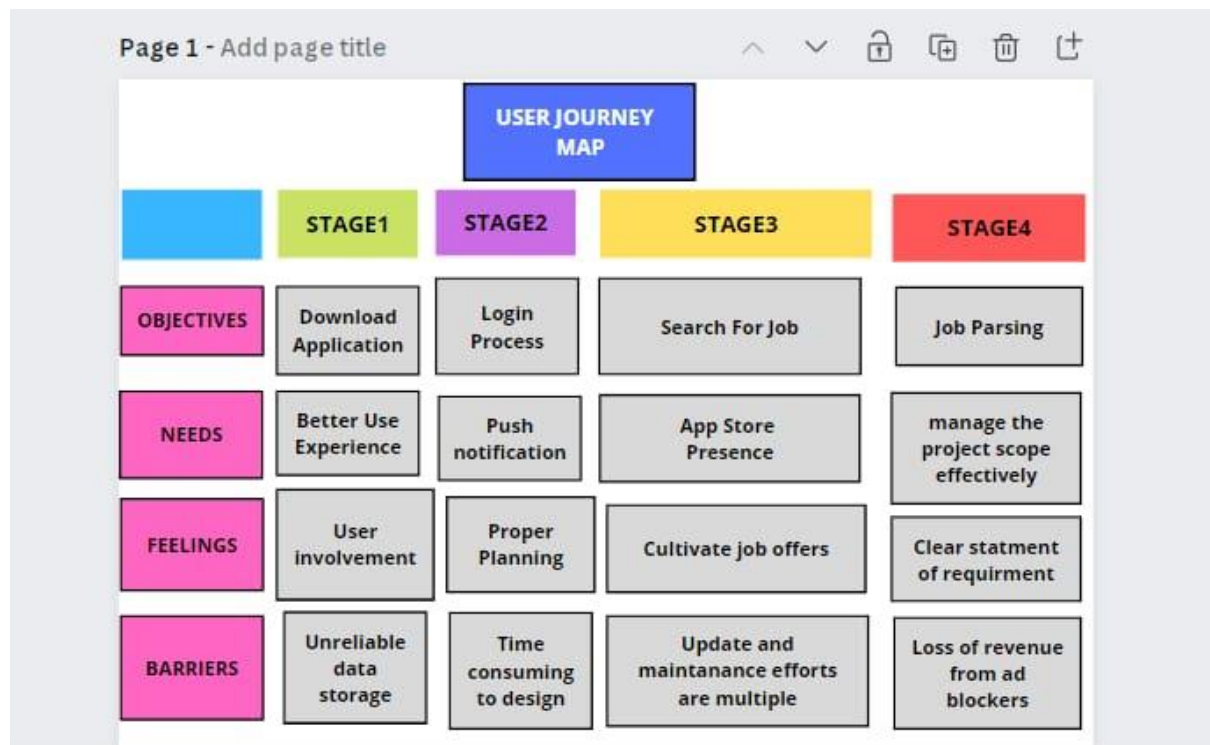 Page 1 - Add page title
USER JOURNEY
MAP
STAGE1
STAGE2
STAGE3
STAGE4
OBJECTIVES
Download
Application
Login
Process
Search For Job
Job Parsing
NEEDS
Better Use
Experience
Push
notification
App Store
Presence
manage the
project scope
effectively
FEELINGS
User
involvement
Proper
Planning
Cultivate job offers
Clear statment
of requirment
BARRIERS
Unreliable
data
storage
Time
consuming
to design
Update and
maintanance efforts
are multiple
Loss of revenue
from ad
blockers